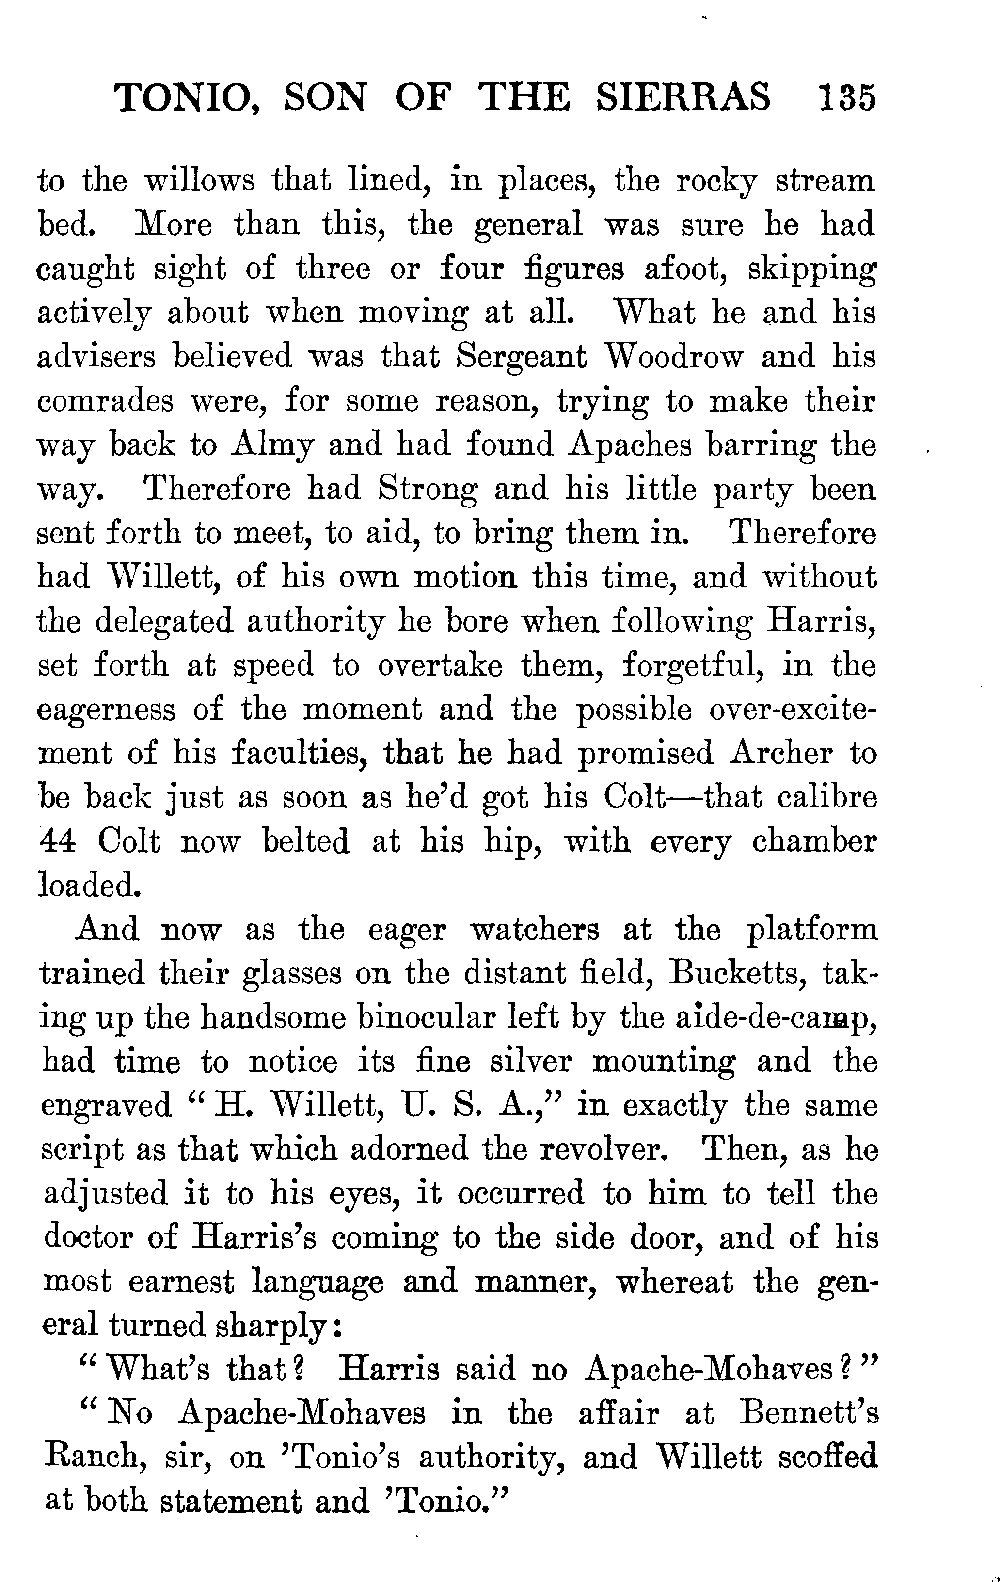 TONIO, SON OF THE SIERRAS 135
to the willows that lined, in places, the rocky stream
bed. More than this, the general was sure he had
caught sight of three or four figures afoot, skipping
actively about when moving at all. What he and his
advisers believed was that Sergeant Woodrow and his
comrades were, for some reason, trying to make their
way back to Almy and had found Apaches barring the
way. Therefore had Strong and his little party been
sent forth to meet, to aid, to bring them in. Therefore
had Willett, of his own motion this time, and without
the delegated authority he bore when following Harris,
set forth at speed to overtake them, forgetful, in the
eagerness of the moment and the possible over-excite-
ment of his faculties, that he had promised Archer to
be back just as soon as he’d got his Colt—that calibre
44 Colt now belted at his hip, with every chamber
loaded.
And now as the eager watchers at the platform
trained their glasses on the distant field, Bucketts, tak-
ing up the handsome binocular left by the aide-de-camp,
had time to notice its fine silver mounting and the
engraved “ H. Willett, U. S. A.,” in exactly the same
script as that which adorned the revolver. Then, as he
adjusted it to his eyes, it occurred to him to tell the
doctor of Harris’s coming to the side door, and of his
most earnest language and manner, whereat the gen-
eral turned sharply:
“ What’s that? Harris said no Apache-Mohaves? ”
“ No Apache-Mohaves in the affair at Bennett’s
Ranch, sir, on ’Tonio’s authority, and Willett scoffed
at both statement and ’Tonio.”